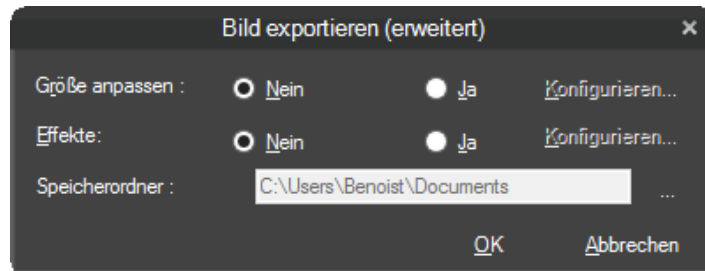 Bild exportieren (erweitert)
Größe anpassen : Nein Ja Konfigurieren...
Effekte: Nein Ja Konfigurieren...
Speicherordner : C:\Users\Benoist\Documents ...
OK Abbrechen